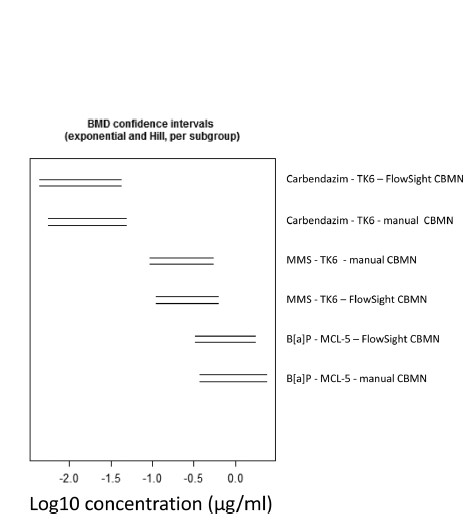 BMD confidence intervals
(exponential and Hill, per subgroup)
Carbendazim - TK6 – FlowSight CBMN
Carbendazim - TK6 - manual  CBMN
MMS - TK6  - manual CBMN
MMS - TK6 – FlowSight CBMN
B[a]P - MCL-5 – FlowSight CBMN
B[a]P - MCL-5 - manual CBMN
-2.0 -1.5 -1.0 -0.5 0.0
Log10 concentration (µg/ml)